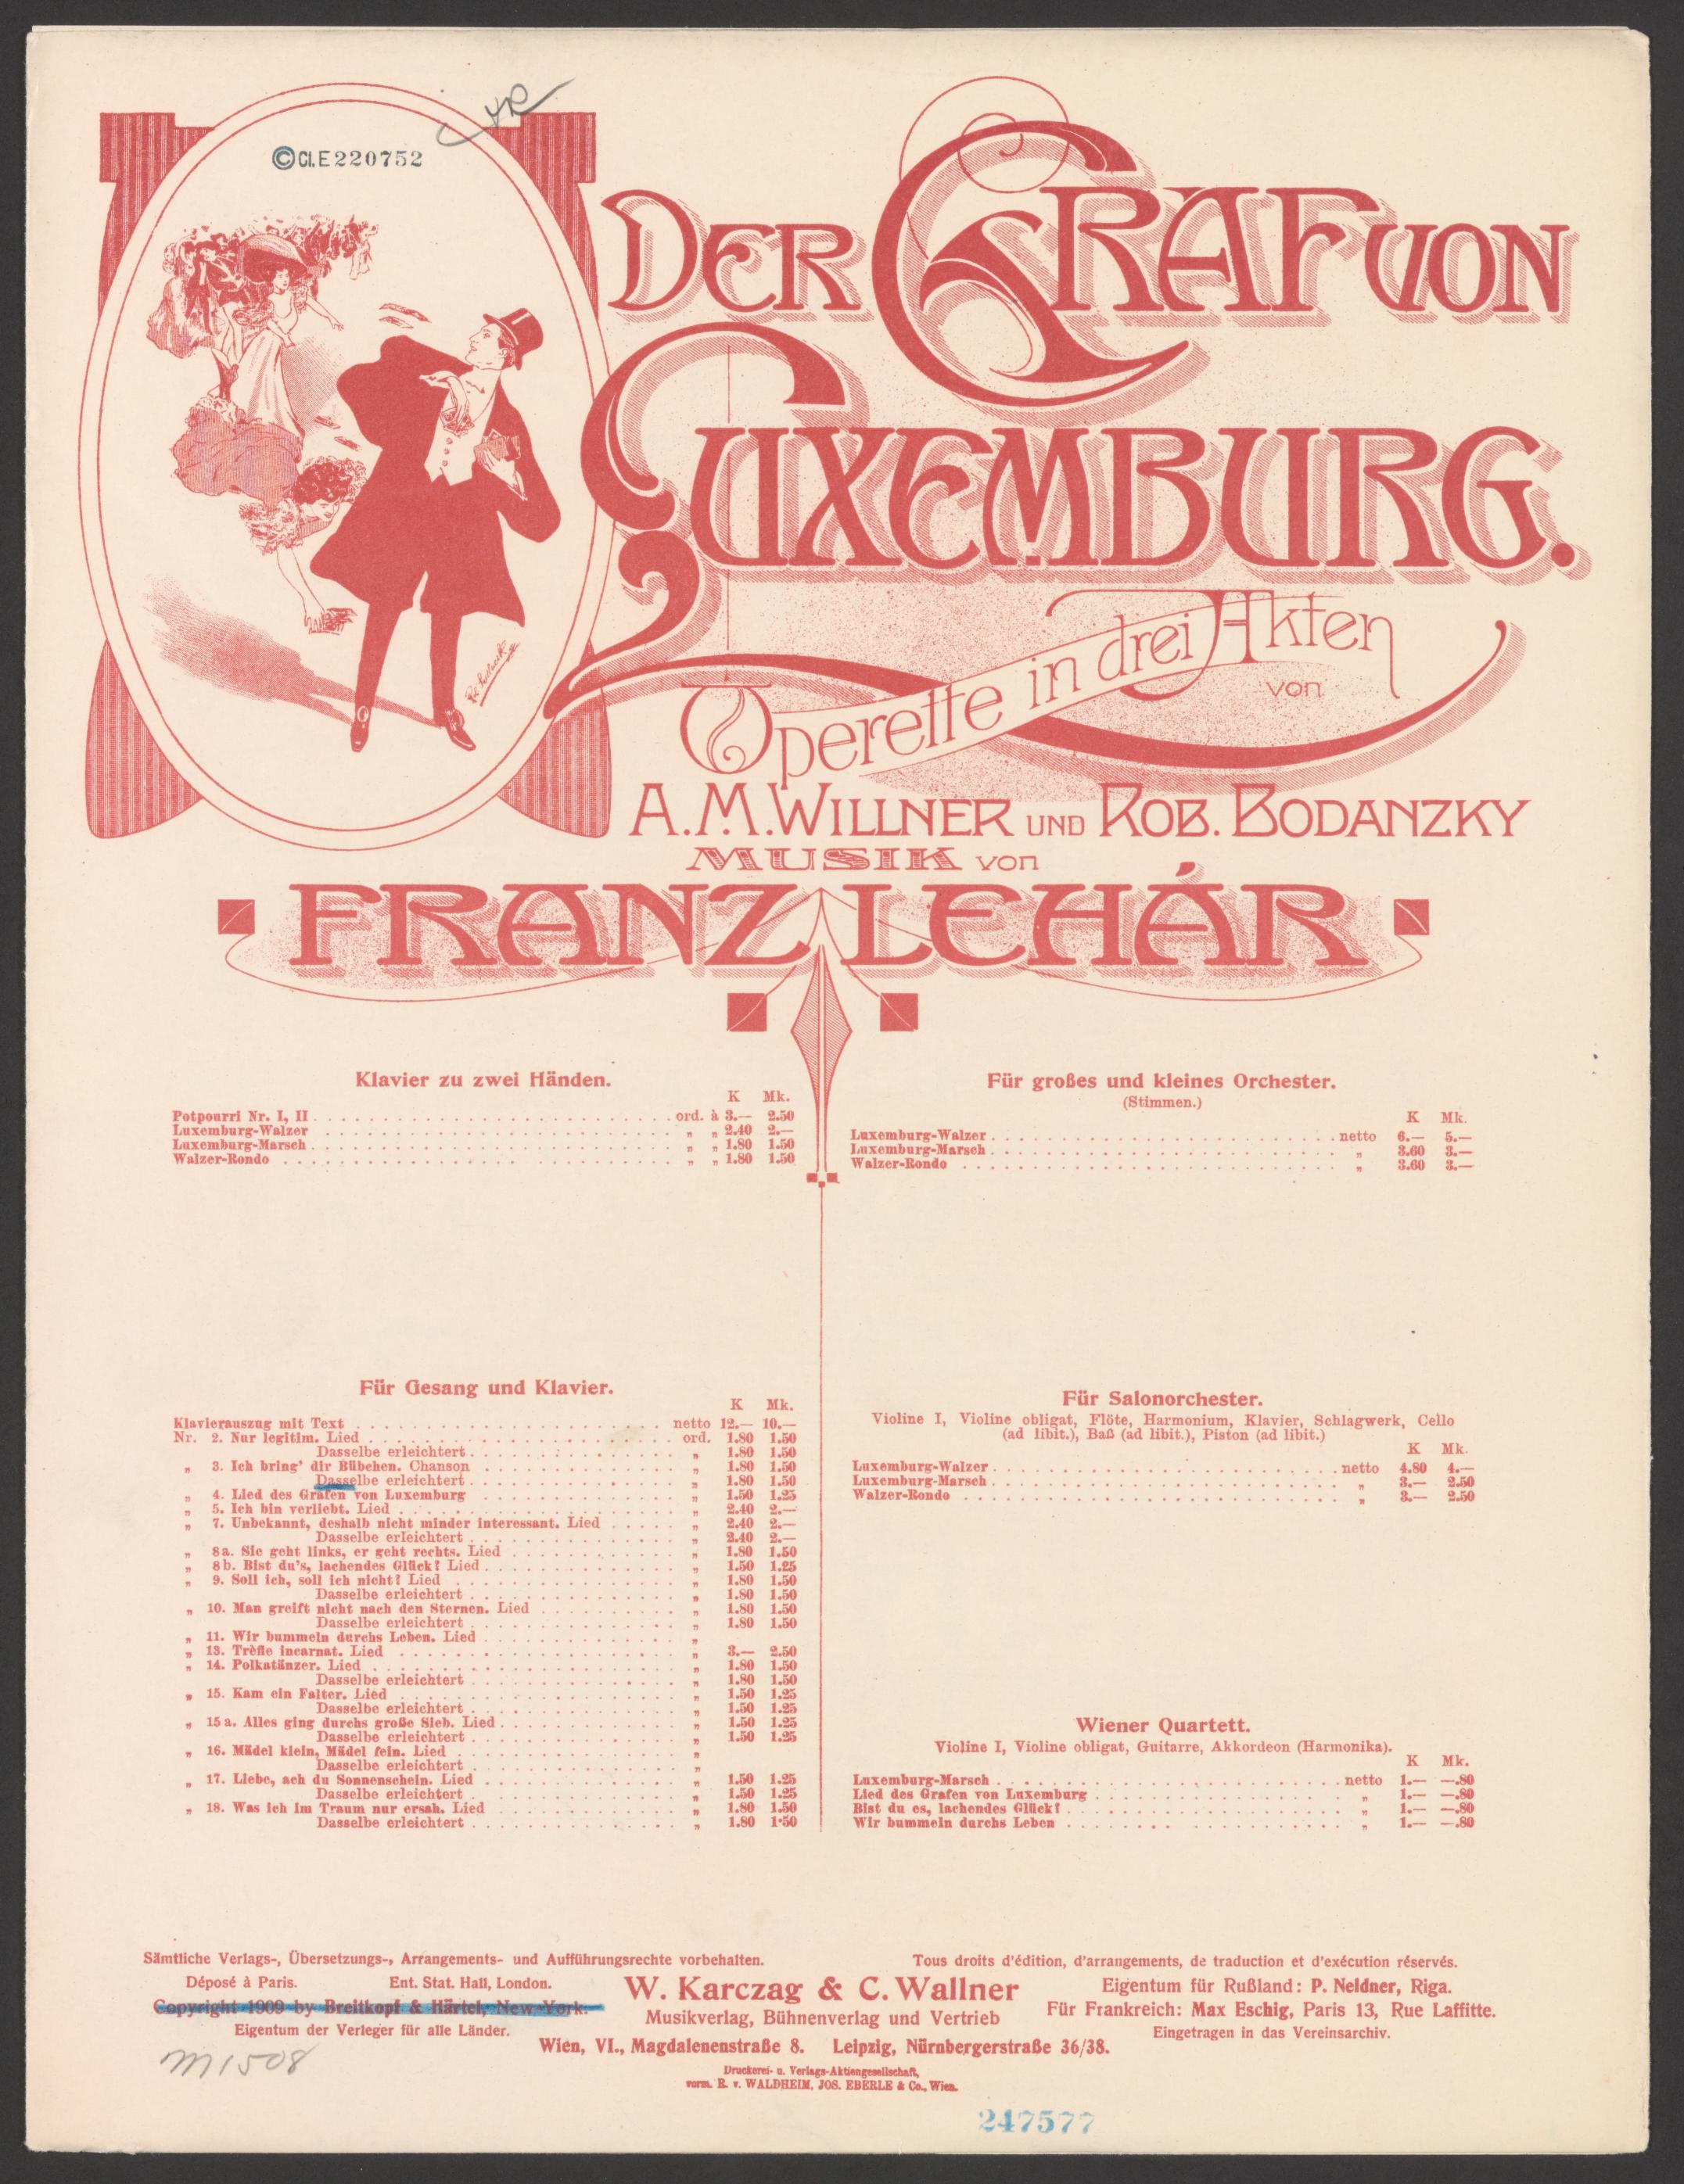 ©Cl.E220752
DER GRAF VON
LUXEMBURG.
Operette in drei Akten
von
A.M. WILLNER UND ROB. BODANZKY
MUSIK von
FRANZ LEHÁR
Klavier zu zwei Händen.
K Mk.
Potpourri Nr. I, II . . . ord. à 3.— 2.50
Luxemburg-Walzer . . . „ „ 2.40 2.—
Luxemburg-Marsch . . . „ „ 1.80 1.50
Walzer-Rondo . . . „ „ 1.80 1.50
Für großes und kleines Orchester.
(Stimmen.)
K Mk.
Luxemburg-Walzer . . . netto 6.— 5.—
Luxemburg-Marsch . . . „ 3.60 3.—
Walzer-Rondo . . . „ 3.60 3.—
Für Gesang und Klavier.
K Mk.
Klavierauszug mit Text . . . netto 12.— 10.—
Nr. 2. Nur legitim. Lied . . . ord. 1.80 1.50
Dasselbe erleichtert . . . „ 1.80 1.50
„ 3. Ich bring' dir Bübchen. Chanson . . . „ 1.80 1.50
Dasselbe erleichtert . . . „ 1.80 1.50
„ 4. Lied des Grafen von Luxemburg . . . „ 1.50 1.25
„ 5. Ich bin verliebt. Lied . . . „ 2.40 2.—
„ 7. Unbekannt, deshalb nicht minder interessant. Lied . . . „ 2.40 2.—
Dasselbe erleichtert . . . „ 2.40 2.—
„ 8a. Sie geht links, er geht rechts. Lied . . . „ 1.80 1.50
„ 8b. Bist du's, lachendes Glück? Lied . . . „ 1.50 1.25
„ 9. Soll ich, soll ich nicht? Lied . . . „ 1.80 1.50
Dasselbe erleichtert . . . „ 1.80 1.50
„ 10. Man greift nicht nach den Sternen. Lied . . . „ 1.80 1.50
Dasselbe erleichtert . . . „ 1.80 1.50
„ 11. Wir bummeln durchs Leben. Lied . . . „
„ 13. Trèfle incarnat. Lied . . . „ 3.— 2.50
„ 14. Polkatänzer. Lied . . . „ 1.80 1.50
Dasselbe erleichtert . . . „ 1.80 1.50
„ 15. Kam ein Falter. Lied . . . „ 1.50 1.25
Dasselbe erleichtert . . . „ 1.50 1.25
„ 15a. Alles ging durchs große Sieb. Lied . . . „ 1.50 1.25
Dasselbe erleichtert . . . „ 1.50 1.25
„ 16. Mädel klein, Mädel fein. Lied . . . „
Dasselbe erleichtert . . . „
„ 17. Liebe, ach du Sonnenschein. Lied . . . „ 1.50 1.25
Dasselbe erleichtert . . . „ 1.50 1.25
„ 18. Was ich im Traum nur ersah. Lied . . . „ 1.80 1.50
Dasselbe erleichtert . . . „ 1.80 1·50
Für Salonorchester.
Violine I, Violine obligat, Flöte, Harmonium, Klavier, Schlagwerk, Cello
(ad libit.), Baß (ad libit.), Piston (ad libit.)
K Mk.
Luxemburg-Walzer . . . netto 4.80 4.—
Luxemburg-Marsch . . . „ 3.— 2.50
Walzer-Rondo . . . „ 3.— 2.50
Wiener Quartett.
Violine I, Violine obligat, Guitarre, Akkordeon (Harmonika).
K Mk.
Luxemburg-Marsch . . . netto 1.— —.80
Lied des Grafen von Luxemburg . . . „ 1.— —.80
Bist du es, lachendes Glück? . . . „ 1.— —.80
Wir bummeln durchs Leben . . . „ 1.— —.80
Sämtliche Verlags-, Übersetzungs-, Arrangements- und Aufführungsrechte vorbehalten.
Tous droits d'édition, d'arrangements, de traduction et d'exécution réservés.
Déposé à Paris. Ent. Stat. Hall, London.
Copyright 1909 by Breitkopf & Härtel, New-York.
Eigentum der Verleger für alle Länder.
W. Karczag & C. Wallner
Musikverlag, Bühnenverlag und Vertrieb
Wien, VI., Magdalenenstraße 8. Leipzig, Nürnbergerstraße 36/38.
Eigentum für Rußland: P. Neldner, Riga.
Für Frankreich: Max Eschig, Paris 13, Rue Laffitte.
Eingetragen in das Vereinsarchiv.
Druckerei- u. Verlags-Aktiengesellschaft,
vorm. R. v. WALDHEIM, JOS. EBERLE & Co., Wien.
M1508
247577